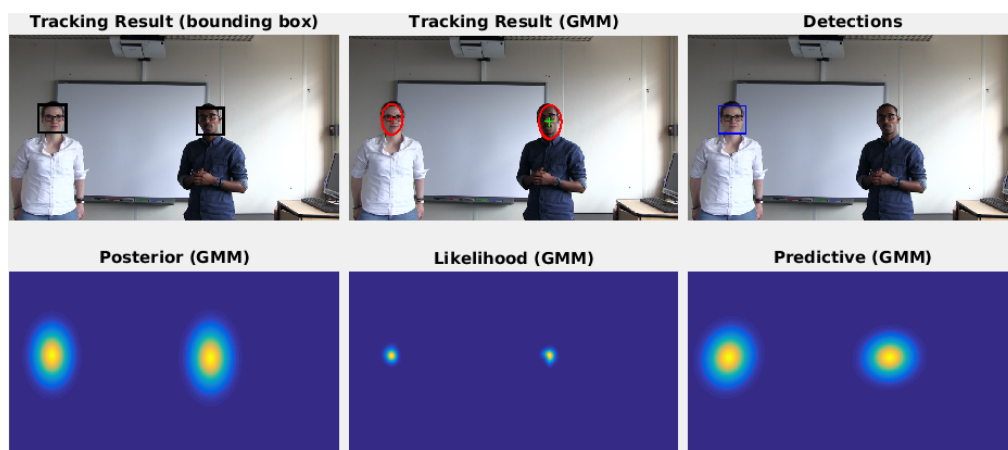 Tracking Result (bounding box)
Tracking Result (GMM)
Detections
Posterior (GMM)
Likelihood (GMM)
Predictive (GMM)